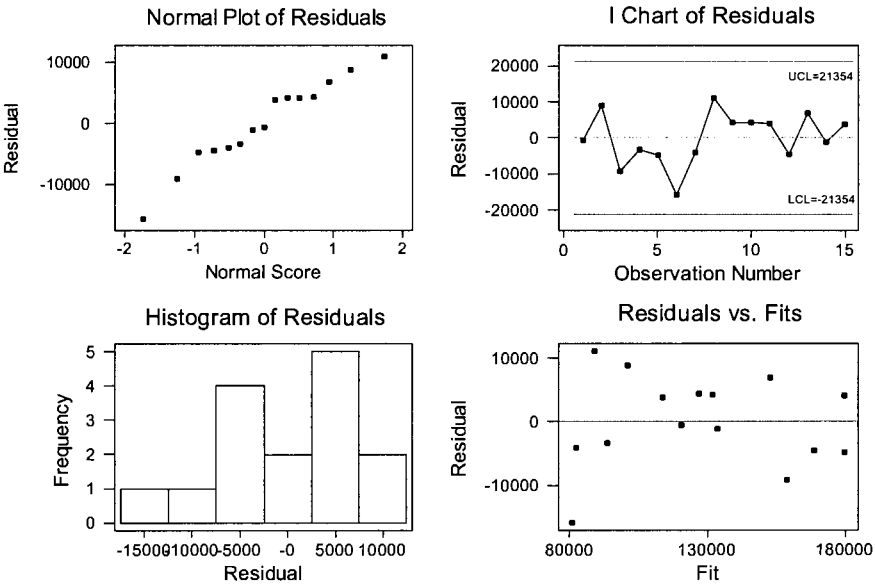 Normal Plot of Residuals
10000
0
-10000
Residual
-2 -1 0 1 2
Normal Score
I Chart of Residuals
20000
10000
0
-10000
-20000
Residual
UCL=21354
LCL=-21354
0 5 10 15
Observation Number
Histogram of Residuals
5
4
3
2
1
0
Frequency
-15000-10000-5000 -0 5000 10000
Residual
Residuals vs. Fits
10000
0
-10000
Residual
80000 130000 180000
Fit